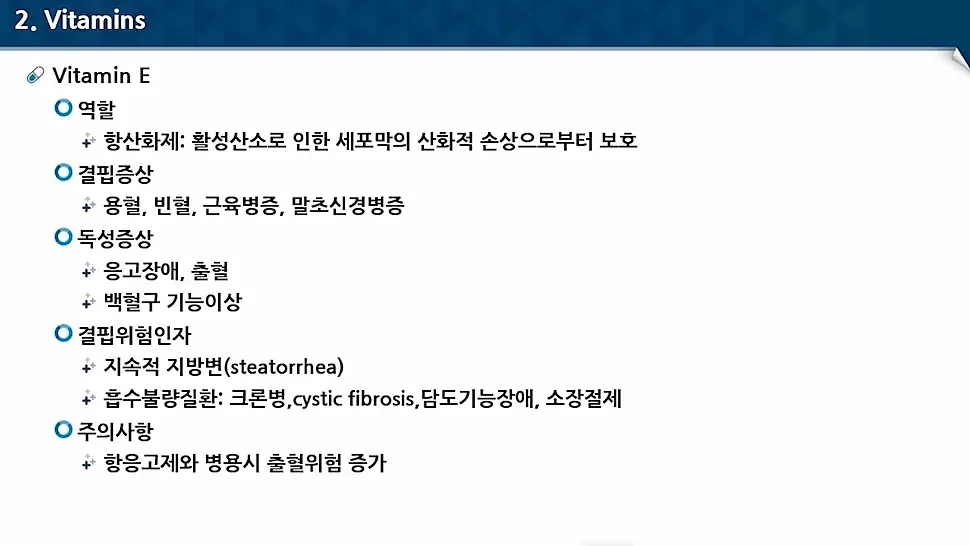 2. Vitamins
Vitamin E
역할
항산화제: 활성산소로 인한 세포막의 산화적 손상으로부터 보호
결핍증상
용혈, 빈혈, 근육병증, 말초신경병증
독성증상
응고장애, 출혈
백혈구 기능이상
결핍위험인자
지속적 지방변(steatorrhea)
흡수불량질환: 크론병,cystic fibrosis,담도기능장애, 소장절제
주의사항
항응고제와 병용시 출혈위험 증가